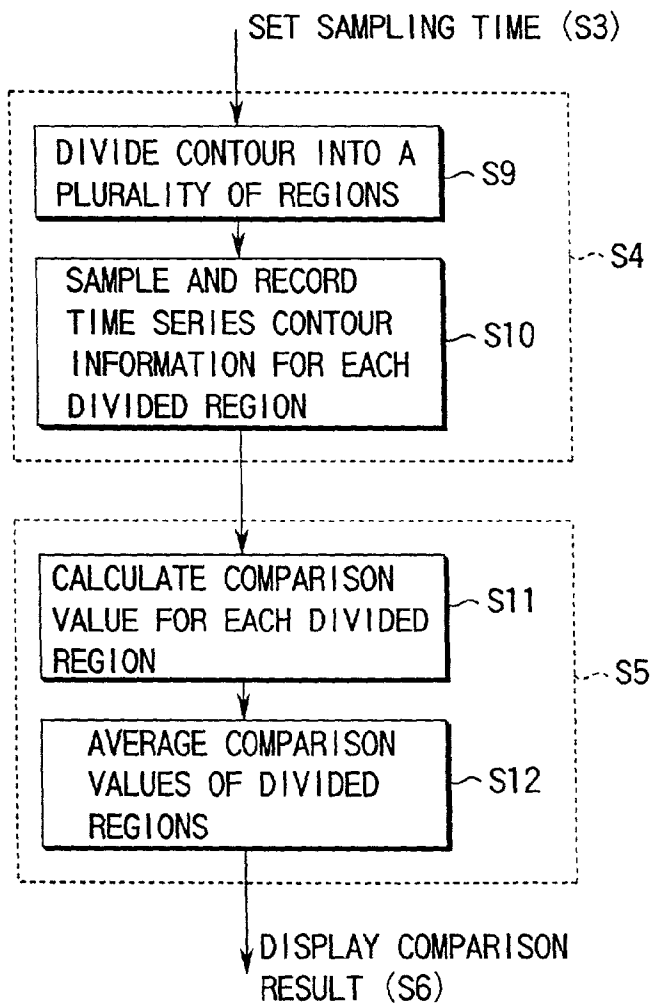 SET SAMPLING TIME (S3)
DIVIDE CONTOUR INTO A
PLURALITY OF REGIONS
S9
S4
SAMPLE AND RECORD
TIME SERIES CONTOUR
INFORMATION FOR EACH
DIVIDED REGION
S10
CALCULATE COMPARISON
VALUE FOR EACH DIVIDED
REGION
S11
S5
AVERAGE COMPARISON
VALUES OF DIVIDED
REGIONS
S12
DISPLAY COMPARISON
RESULT (S6)